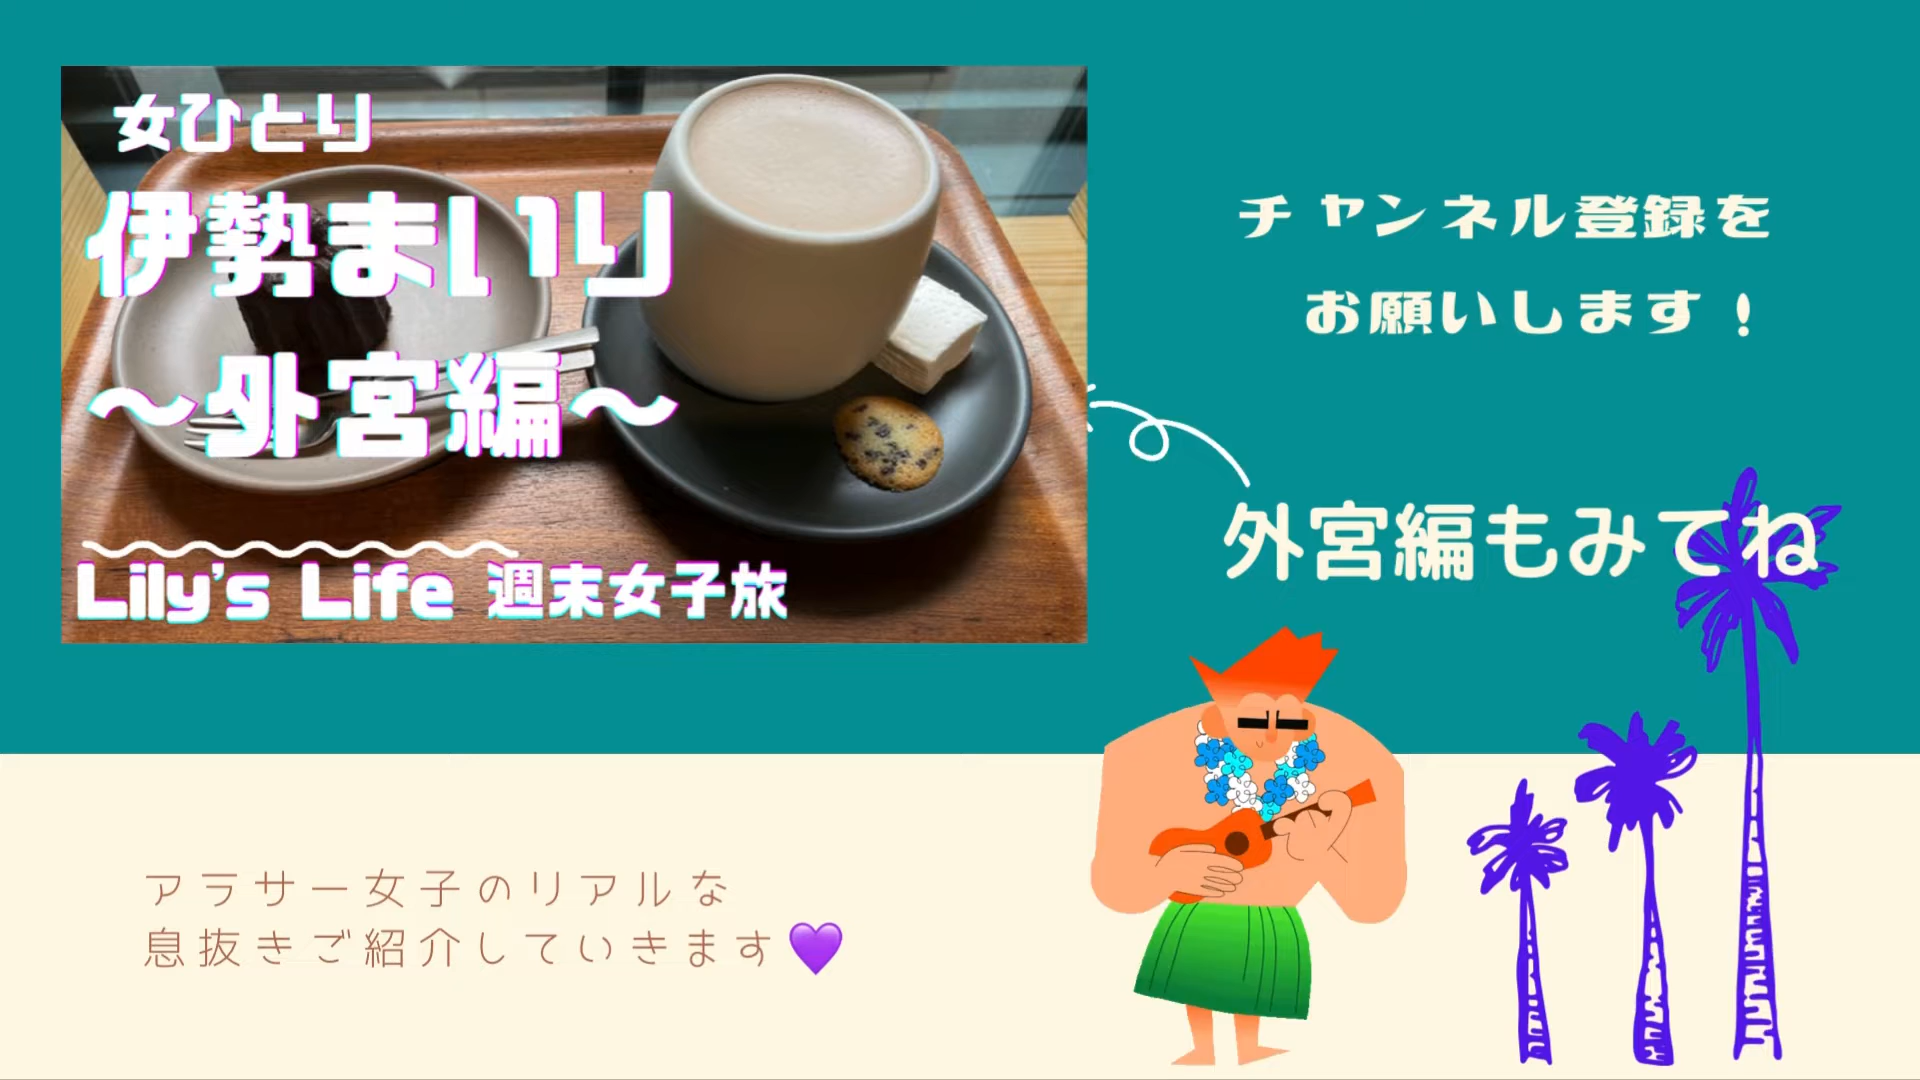 女ひとり
伊勢まいり
～外宮編～
Lily's Life 週末女子旅
チャンネル登録を
お願いします！
外宮編もみてね
アラサー女子のリアルな
息抜きご紹介していきます💜